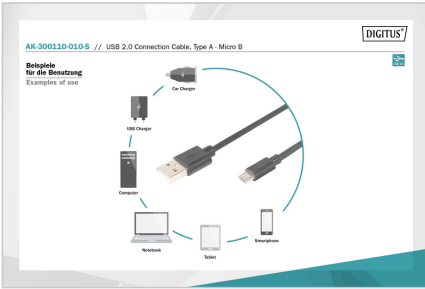 DIGITUS®
AK-300110-010-S // USB 2.0 Connection Cable, Type A - Micro B
Beispiele
für die Benutzung
Examples of use
Car Charger
USB Charger
Computer
Notebook
Tablet
Smartphone